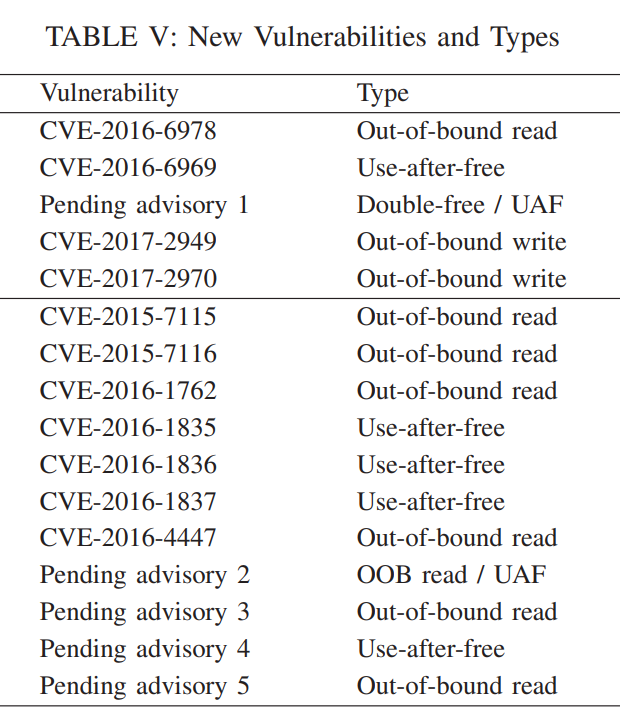 TABLE V: New Vulnerabilities and Types
Vulnerability Type
CVE-2016-6978 Out-of-bound read
CVE-2016-6969 Use-after-free
Pending advisory 1 Double-free / UAF
CVE-2017-2949 Out-of-bound write
CVE-2017-2970 Out-of-bound write
CVE-2015-7115 Out-of-bound read
CVE-2015-7116 Out-of-bound read
CVE-2016-1762 Out-of-bound read
CVE-2016-1835 Use-after-free
CVE-2016-1836 Use-after-free
CVE-2016-1837 Use-after-free
CVE-2016-4447 Out-of-bound read
Pending advisory 2 OOB read / UAF
Pending advisory 3 Out-of-bound read
Pending advisory 4 Use-after-free
Pending advisory 5 Out-of-bound read